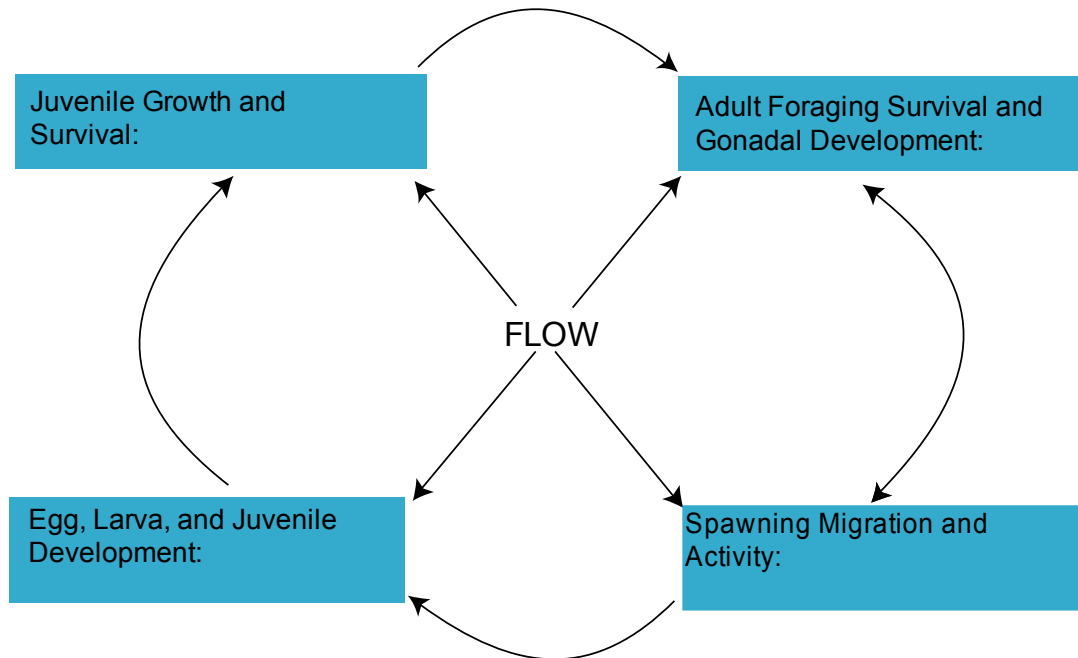 Juvenile Growth and
Survival:
Adult Foraging Survival and
Gonadal Development:
FLOW
Egg, Larva, and Juvenile
Development:
Spawning Migration and
Activity: